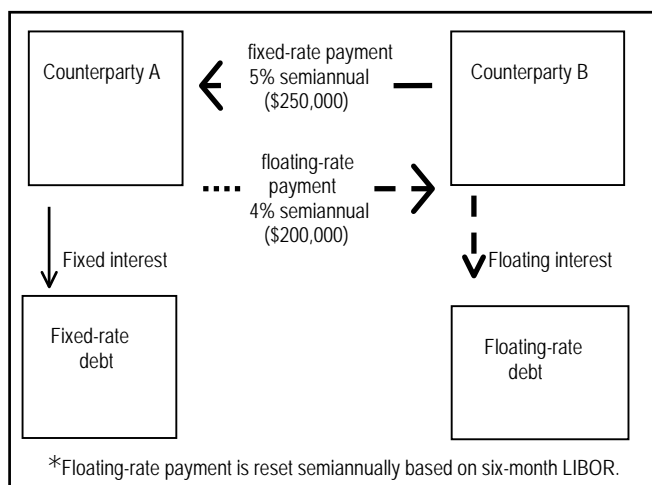 Counterparty A
fixed-rate payment
5% semiannual
($250,000)
Counterparty B
floating-rate
payment
4% semiannual
($200,000)
Fixed interest
Floating interest
Fixed-rate
debt
Floating-rate
debt
*Floating-rate payment is reset semiannually based on six-month LIBOR.